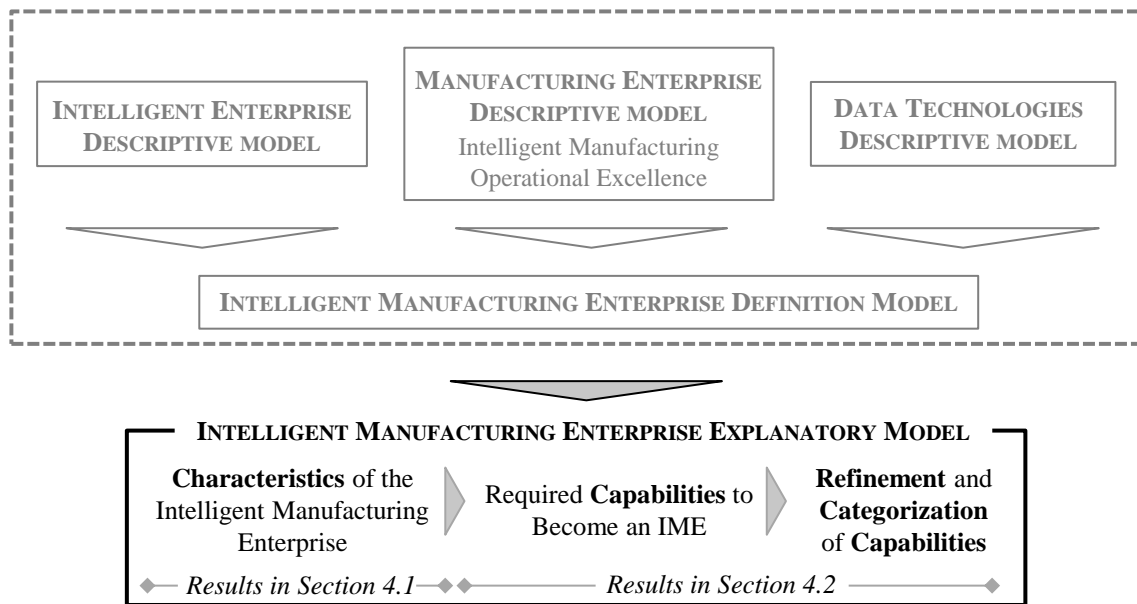 INTELLIGENT ENTERPRISE
DESCRIPTIVE MODEL
MANUFACTURING ENTERPRISE
DESCRIPTIVE MODEL
Intelligent Manufacturing
Operational Excellence
DATA TECHNOLOGIES
DESCRIPTIVE MODEL
INTELLIGENT MANUFACTURING ENTERPRISE DEFINITION MODEL
INTELLIGENT MANUFACTURING ENTERPRISE EXPLANATORY MODEL
Characteristics of the
Intelligent Manufacturing
Enterprise
Required Capabilities to
Become an IME
Refinement and
Categorization
of Capabilities
Results in Section 4.1
Results in Section 4.2